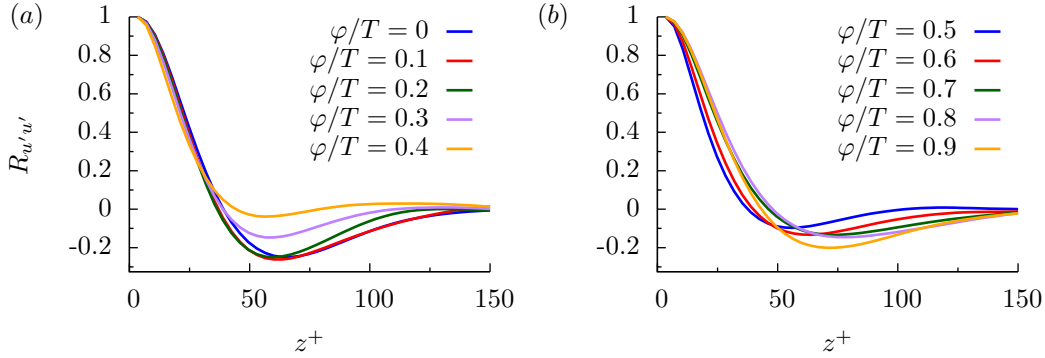 (a)
φ/T = 0
φ/T = 0.1
φ/T = 0.2
φ/T = 0.3
φ/T = 0.4
1
0.8
0.6
0.4
0.2
0
-0.2
R_{u'u'}
0 50 100 150
z⁺
(b)
φ/T = 0.5
φ/T = 0.6
φ/T = 0.7
φ/T = 0.8
φ/T = 0.9
1
0.8
0.6
0.4
0.2
0
-0.2
0 50 100 150
z⁺